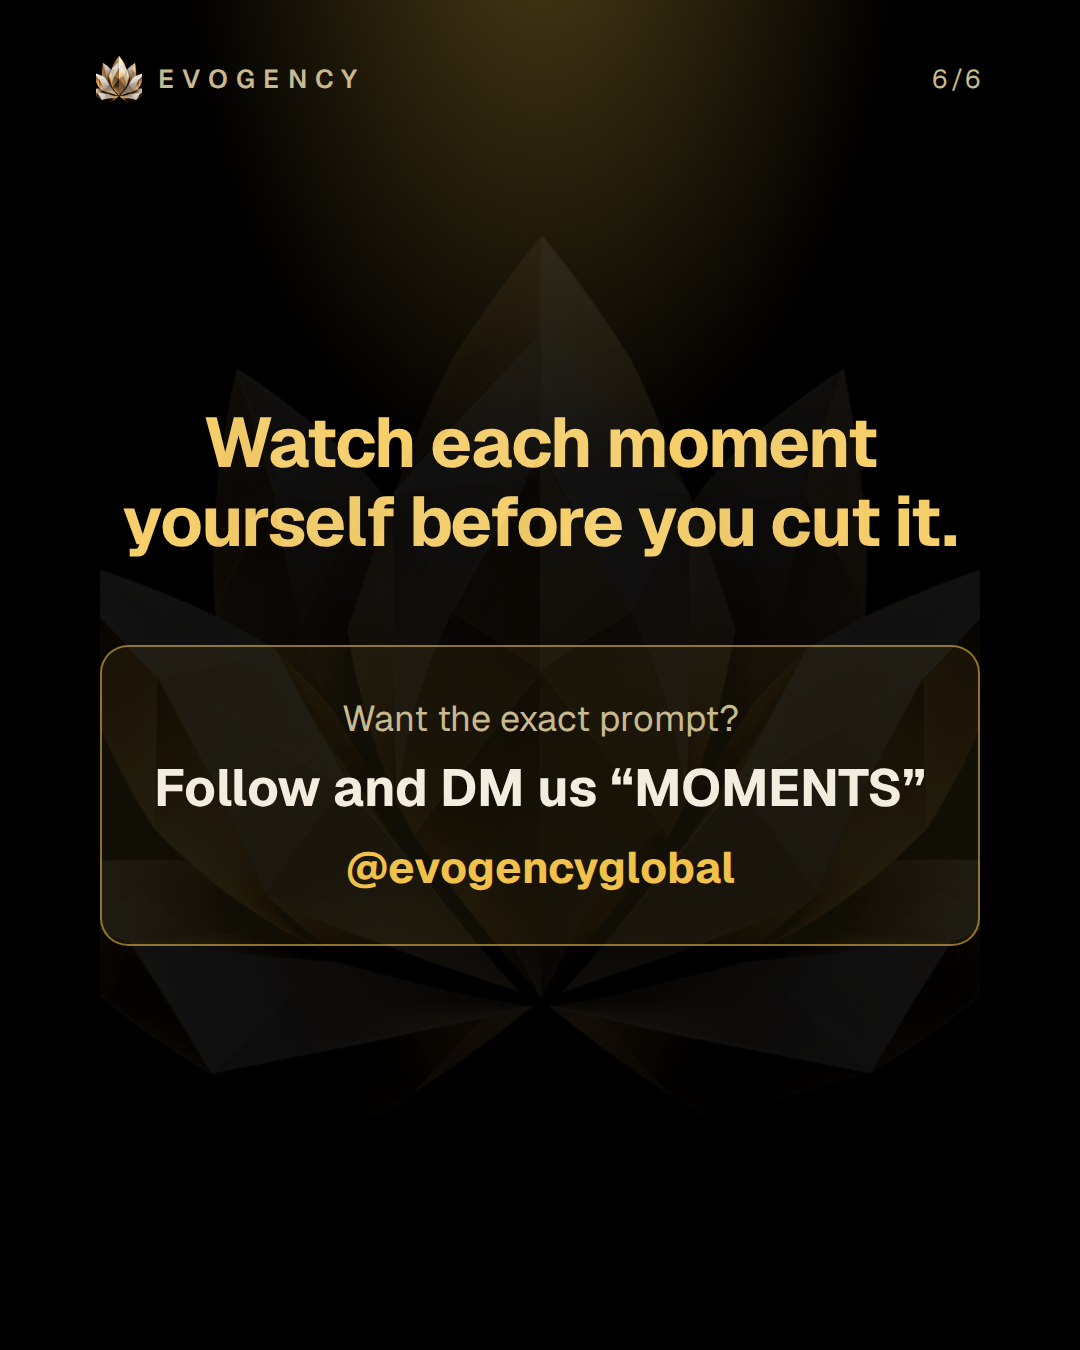 EVOGENCY
6/6
Watch each moment
yourself before you cut it.
Want the exact prompt?
Follow and DM us “MOMENTS”
@evogencyglobal